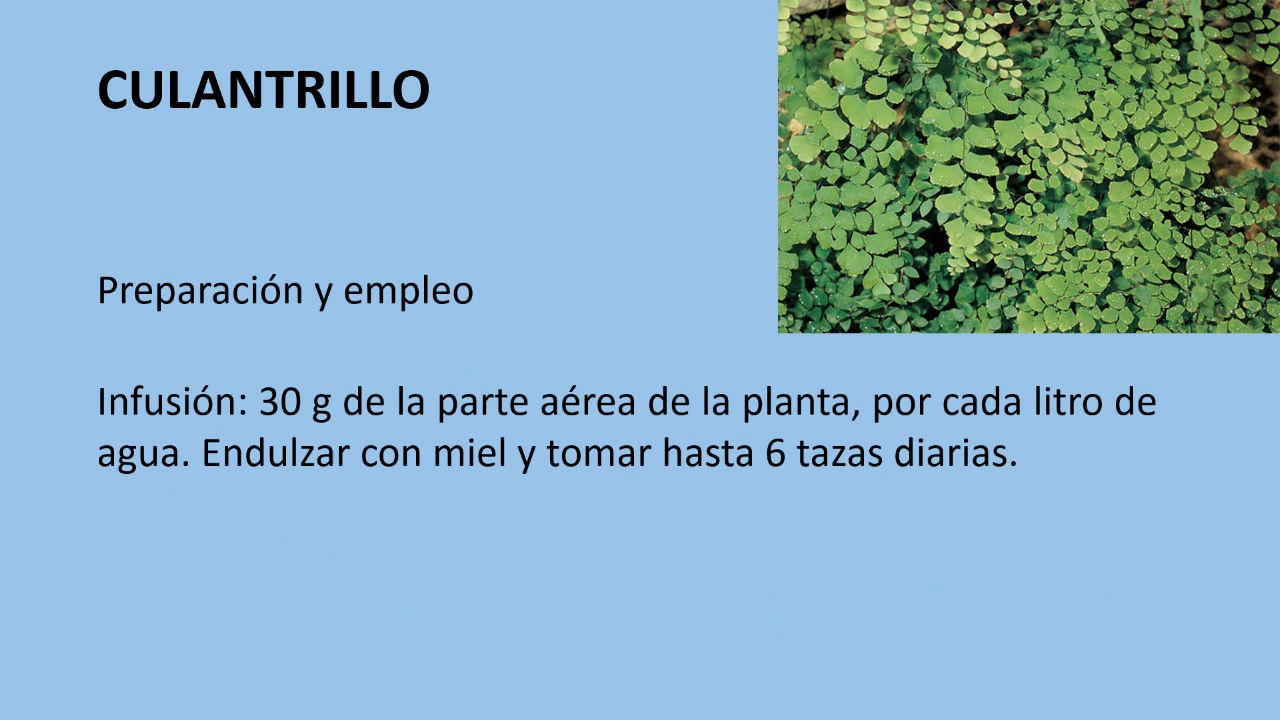 CULANTRILLO
Preparación y empleo
Infusión: 30 g de la parte aérea de la planta, por cada litro de
agua. Endulzar con miel y tomar hasta 6 tazas diarias.